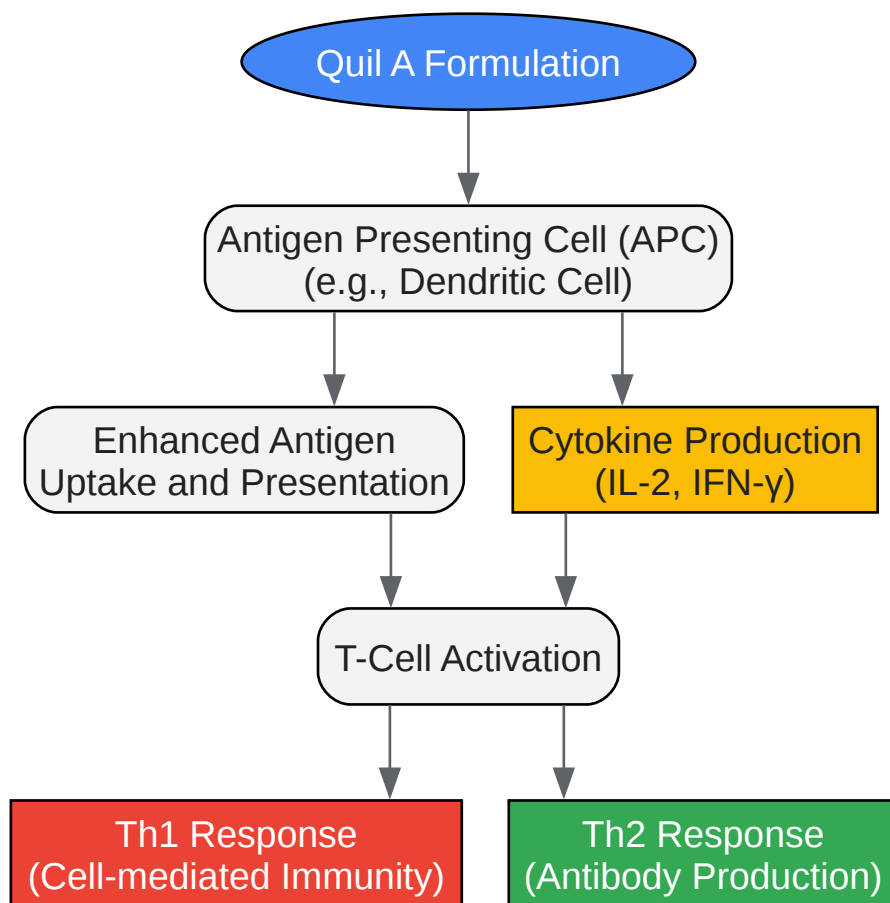 Quil A Formulation
Antigen Presenting Cell (APC)
(e.g., Dendritic Cell)
Enhanced Antigen
Uptake and Presentation
Cytokine Production
(IL-2, IFN-γ)
T-Cell Activation
Th1 Response
(Cell-mediated Immunity)
Th2 Response
(Antibody Production)